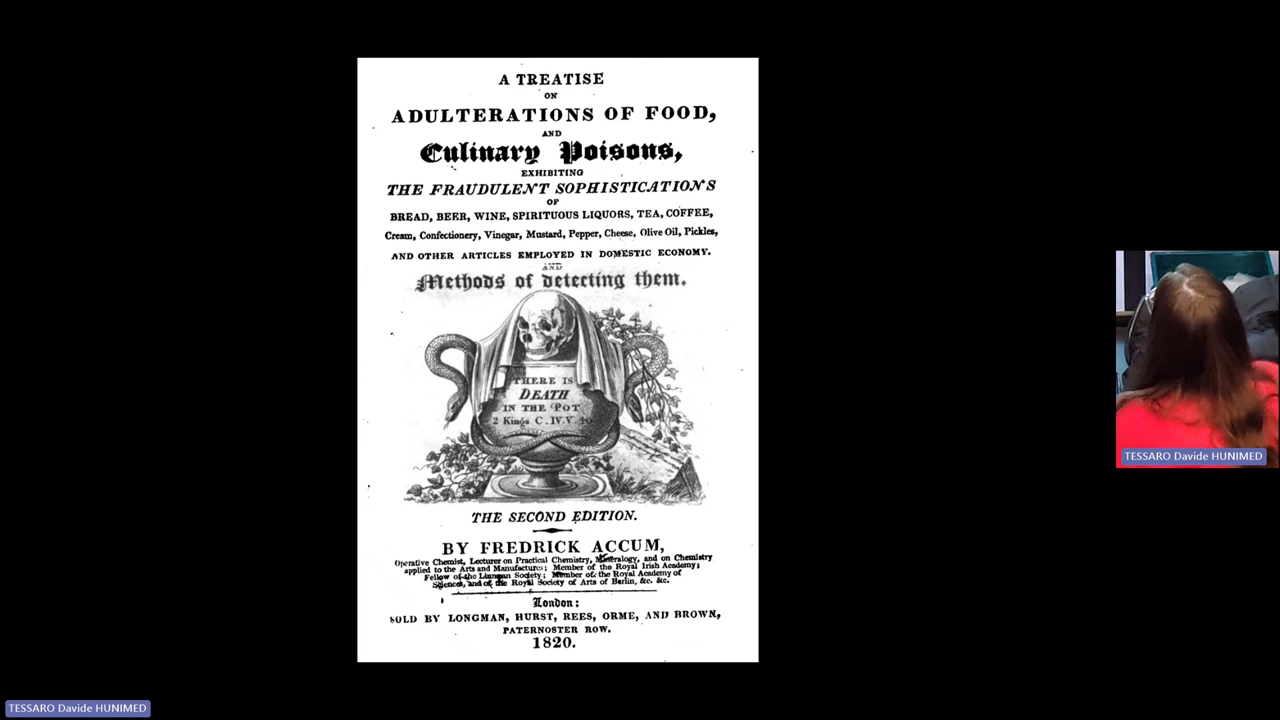 A TREATISE
ON
ADULTERATIONS OF FOOD,
AND
Culinary Poisons,
EXHIBITING
THE FRAUDULENT SOPHISTICATIONS
OF
BREAD, BEER, WINE, SPIRITUOUS LIQUORS, TEA, COFFEE,
Cream, Confectionery, Vinegar, Mustard, Pepper, Cheese, Olive Oil, Pickles,
AND OTHER ARTICLES EMPLOYED IN DOMESTIC ECONOMY.
AND
Methods of detecting them.
THERE IS
DEATH
IN THE POT
2 Kings C. IV. V.
THE SECOND EDITION.
BY FREDRICK ACCUM,
Operative Chemist, Lecturer on Practical Chemistry, Mineralogy, and on Chemistry
applied to the Arts and Manufactures; Member of the Royal Irish Academy;
Fellow of the Linnean Society; Member of the Royal Academy of
Sciences, and of the Royal Society of Arts of Berlin, &c. &c.
London:
SOLD BY LONGMAN, HURST, REES, ORME, AND BROWN,
PATERNOSTER ROW.
1820.
TESSARO Davide HUNIMED
TESSARO Davide HUNIMED